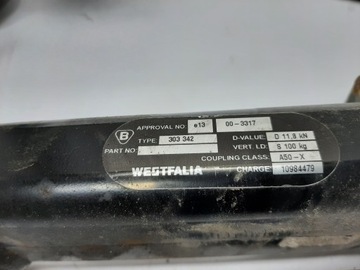 B APPROVAL NO e13 00-3317
TYPE 303 342 D-VALUE: D 11,8 kN
PART NO: VERT. LD: S 100 kg
COUPLING CLASS: A50-X
WESTFALIA CHARGE: 10984479